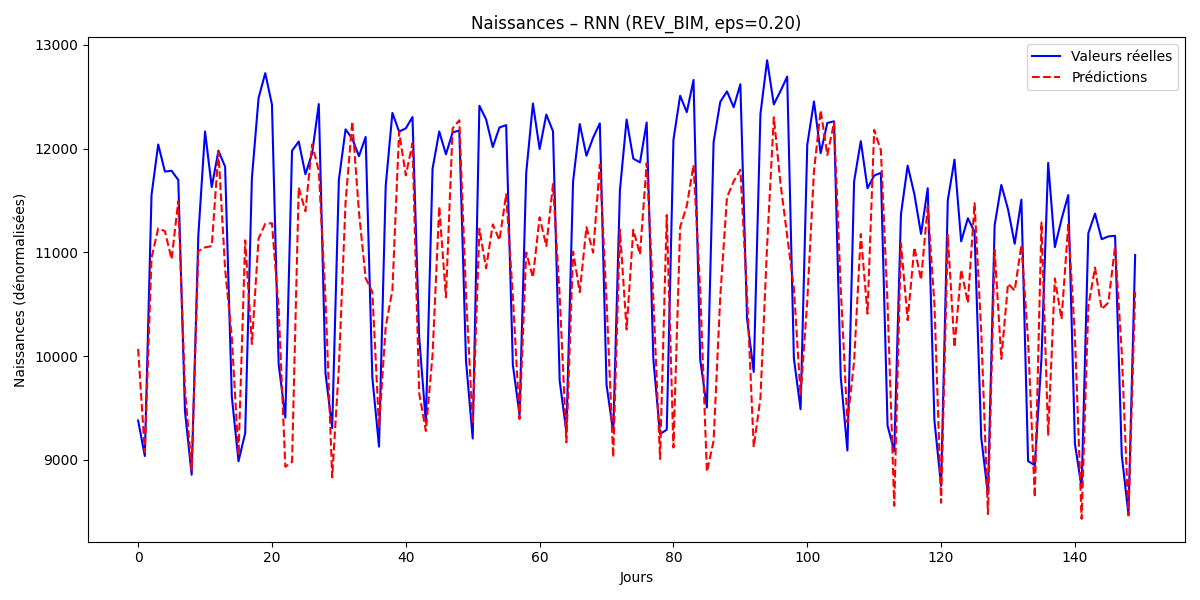 Naissances – RNN (REV_BIM, eps=0.20)
13000
12000
11000
10000
9000
Naissances (dénormalisées)
Valeurs réelles
Prédictions
0 20 40 60 80 100 120 140
Jours